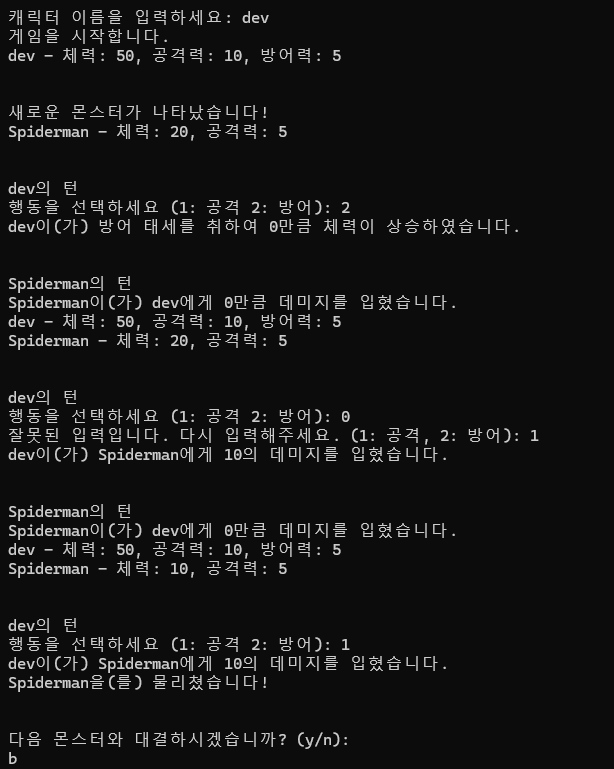 캐릭터 이름을 입력하세요: dev
게임을 시작합니다.
dev - 체력: 50, 공격력: 10, 방어력: 5
새로운 몬스터가 나타났습니다!
Spiderman - 체력: 20, 공격력: 5
dev의 턴
행동을 선택하세요 (1: 공격 2: 방어): 2
dev이(가) 방어 태세를 취하여 0만큼 체력이 상승하였습니다.
Spiderman의 턴
Spiderman이(가) dev에게 0만큼 데미지를 입혔습니다.
dev - 체력: 50, 공격력: 10, 방어력: 5
Spiderman - 체력: 20, 공격력: 5
dev의 턴
행동을 선택하세요 (1: 공격 2: 방어): 0
잘못된 입력입니다. 다시 입력해주세요. (1: 공격, 2: 방어): 1
dev이(가) Spiderman에게 10의 데미지를 입혔습니다.
Spiderman의 턴
Spiderman이(가) dev에게 0만큼 데미지를 입혔습니다.
dev - 체력: 50, 공격력: 10, 방어력: 5
Spiderman - 체력: 10, 공격력: 5
dev의 턴
행동을 선택하세요 (1: 공격 2: 방어): 1
dev이(가) Spiderman에게 10의 데미지를 입혔습니다.
Spiderman을(를) 물리쳤습니다!
다음 몬스터와 대결하시겠습니까? (y/n):
b